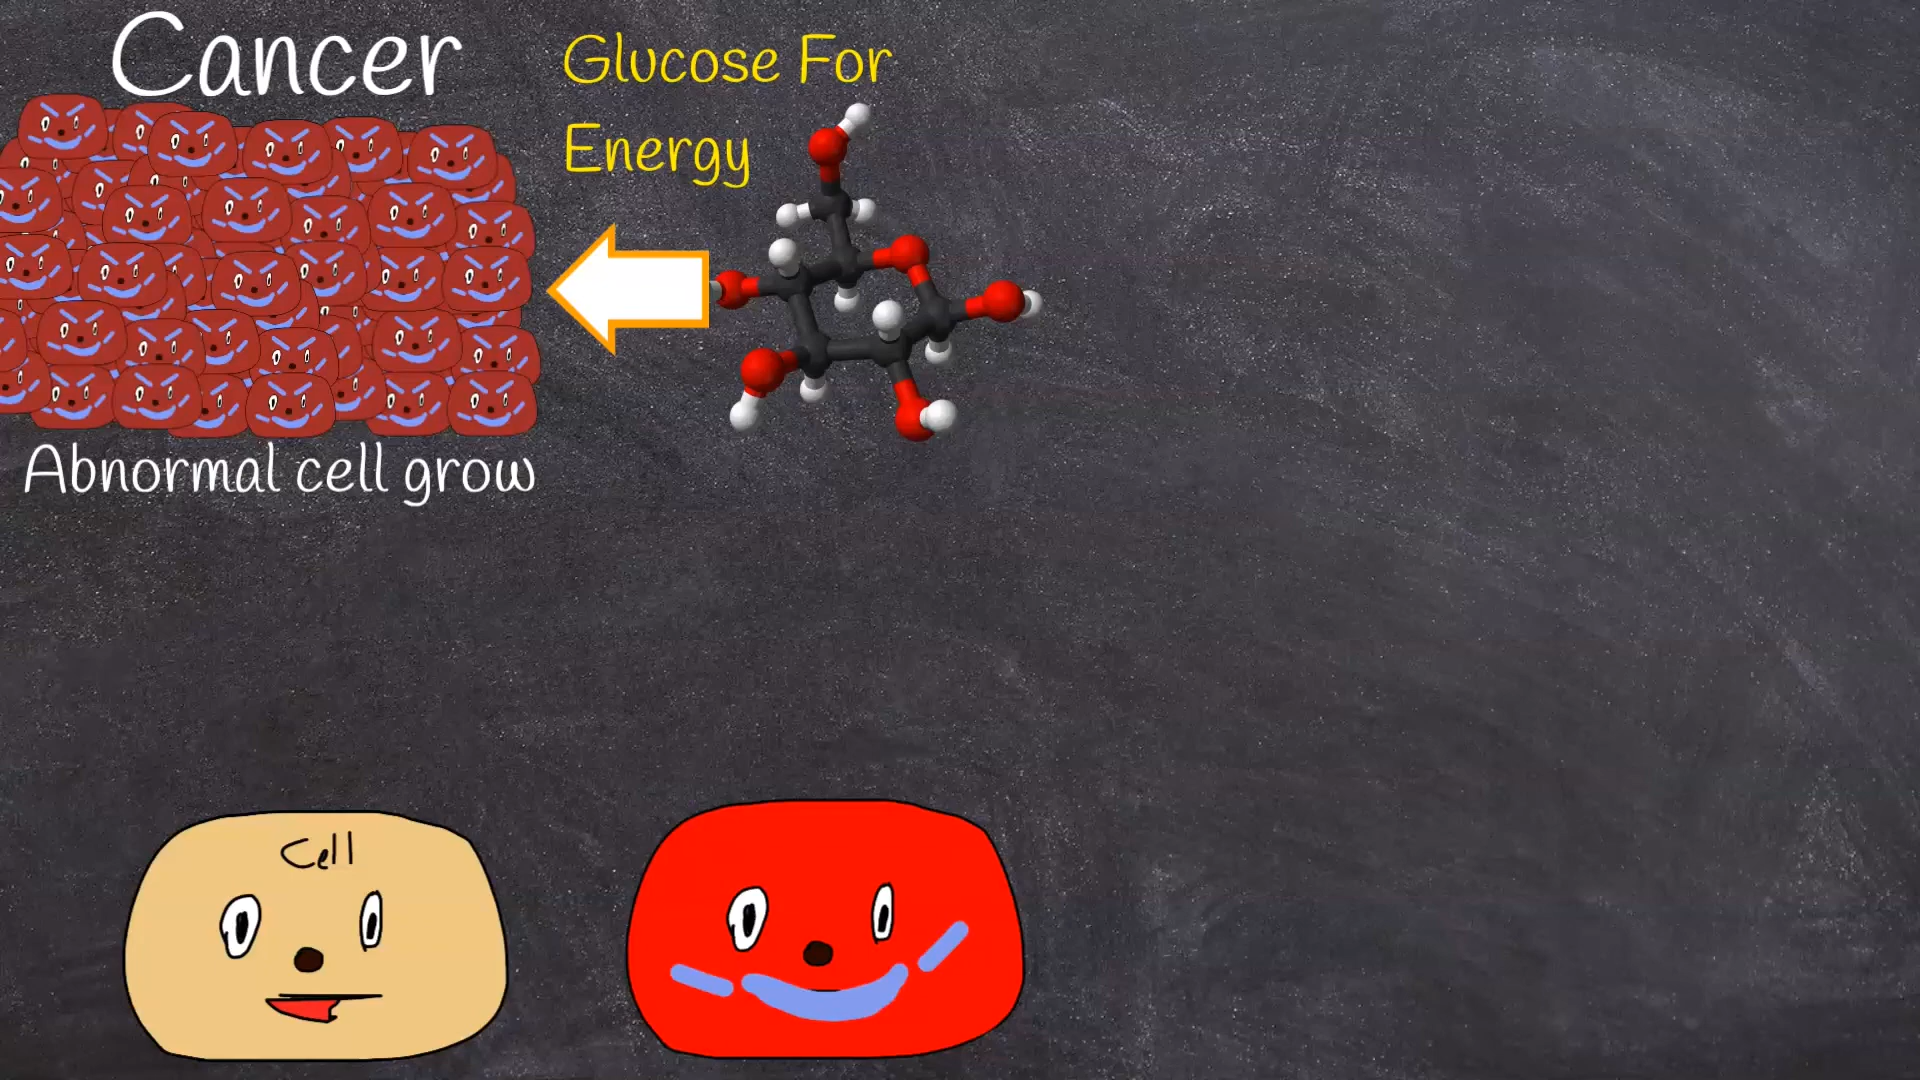 Cancer
Glucose For
Energy
Abnormal cell grow
Cell